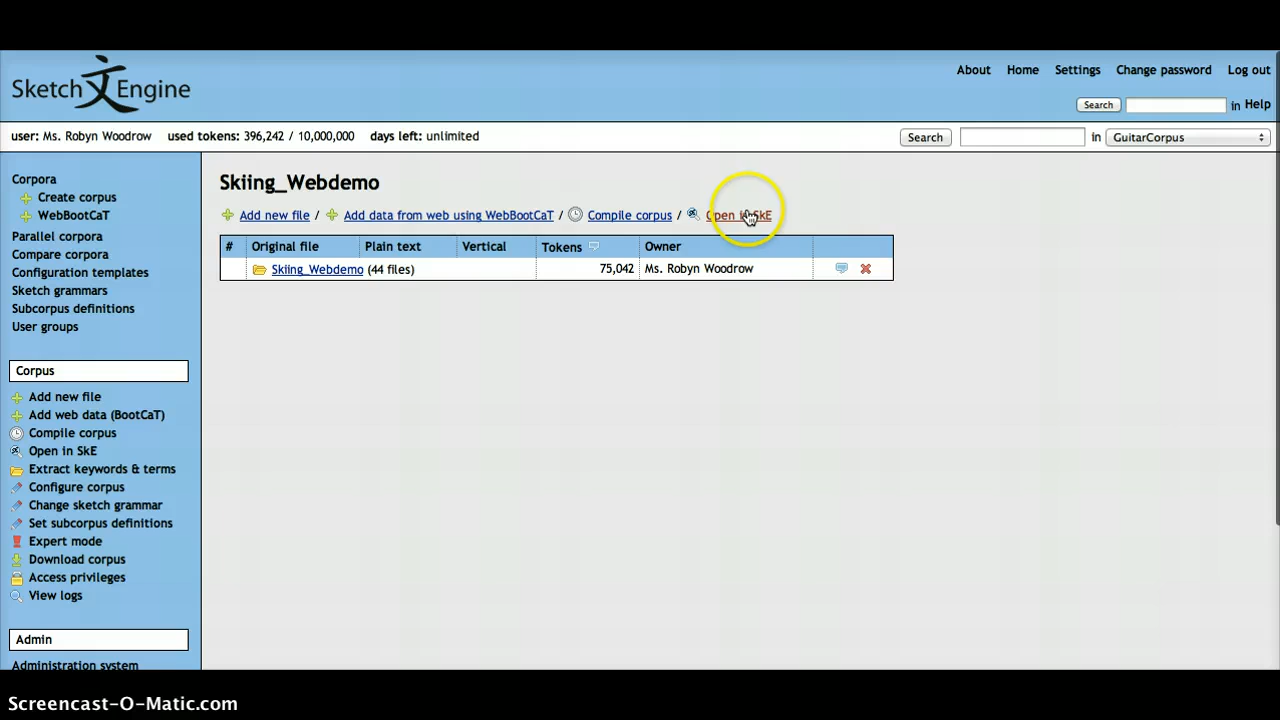 Sketch 文 Engine
About Home Settings Change password Log out
Search in Help
user: Ms. Robyn Woodrow used tokens: 396,242 / 10,000,000 days left: unlimited
Search in GuitarCorpus
Corpora
Create corpus
WebBootCaT
Parallel corpora
Compare corpora
Configuration templates
Sketch grammars
Subcorpus definitions
User groups
Corpus
Add new file
Add web data (BootCaT)
Compile corpus
Open in SkE
Extract keywords & terms
Configure corpus
Change sketch grammar
Set subcorpus definitions
Expert mode
Download corpus
Access privileges
View logs
Admin
Administration system
Skiing_Webdemo
Add new file / Add data from web using WebBootCaT / Compile corpus / Open in SkE
# Original file Plain text Vertical Tokens Owner
Skiing_Webdemo (44 files) 75,042 Ms. Robyn Woodrow
Screencast-O-Matic.com